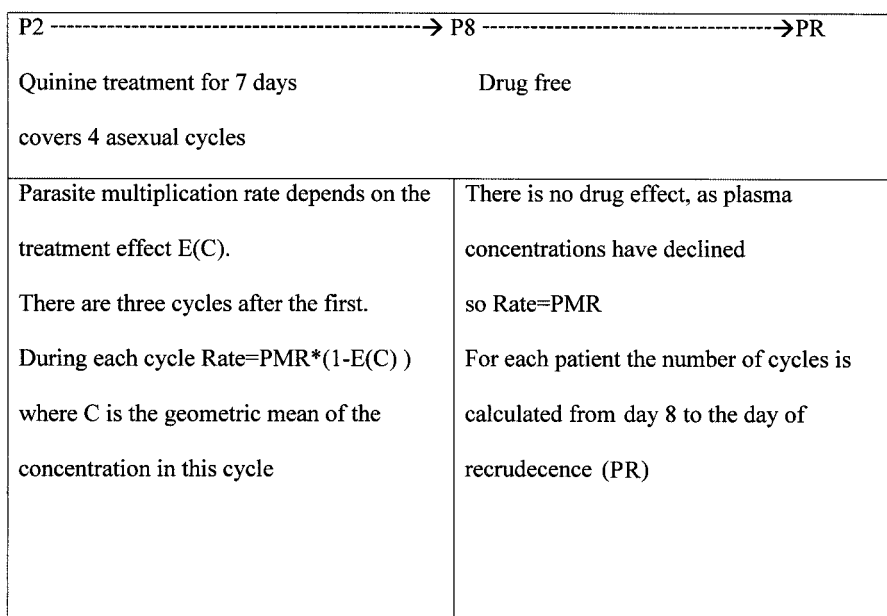 P2 --------------------------------------→ P8 -----------------------------→PR
Quinine treatment for 7 days
Drug free
covers 4 asexual cycles
Parasite multiplication rate depends on the
treatment effect E(C).
There are three cycles after the first.
During each cycle Rate=PMR*(1-E(C) )
where C is the geometric mean of the
concentration in this cycle
There is no drug effect, as plasma
concentrations have declined
so Rate=PMR
For each patient the number of cycles is
calculated from day 8 to the day of
recrudecence (PR)